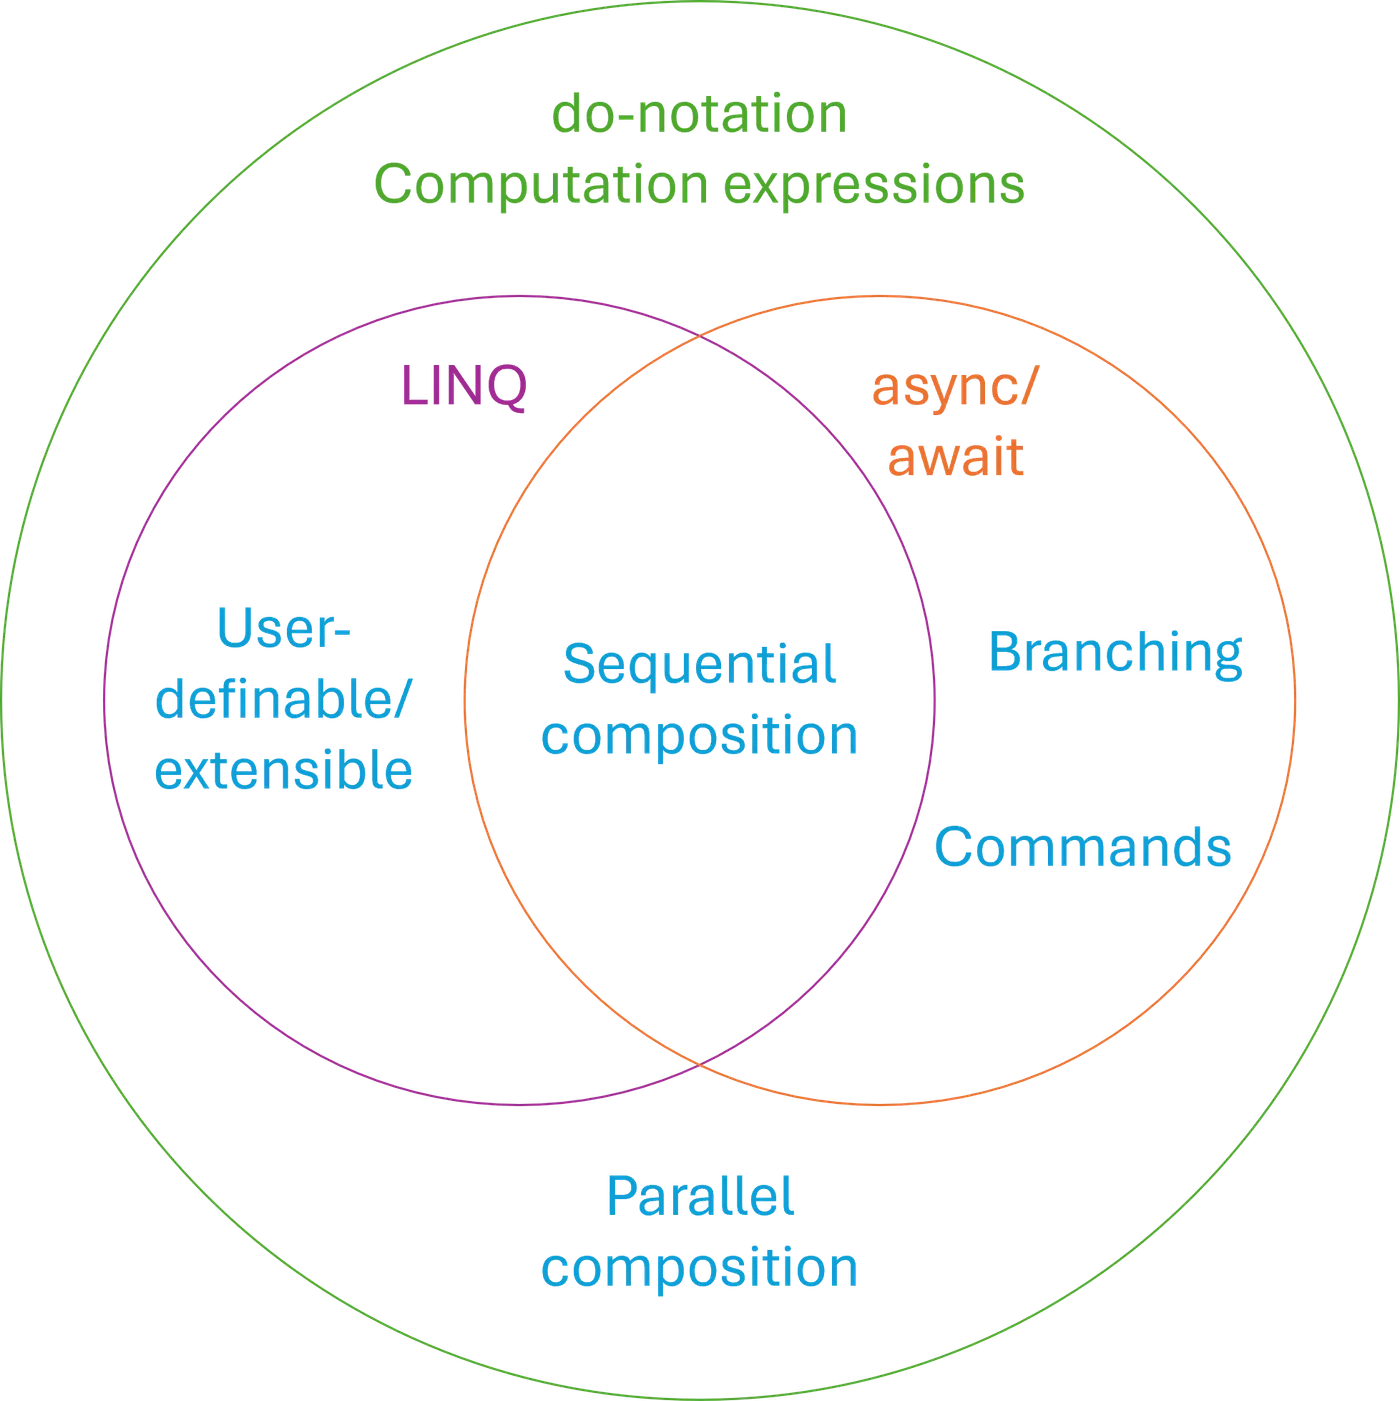 do-notation
Computation expressions
LINQ
async/
await
User-
definable/
extensible
Sequential
composition
Branching
Commands
Parallel
composition